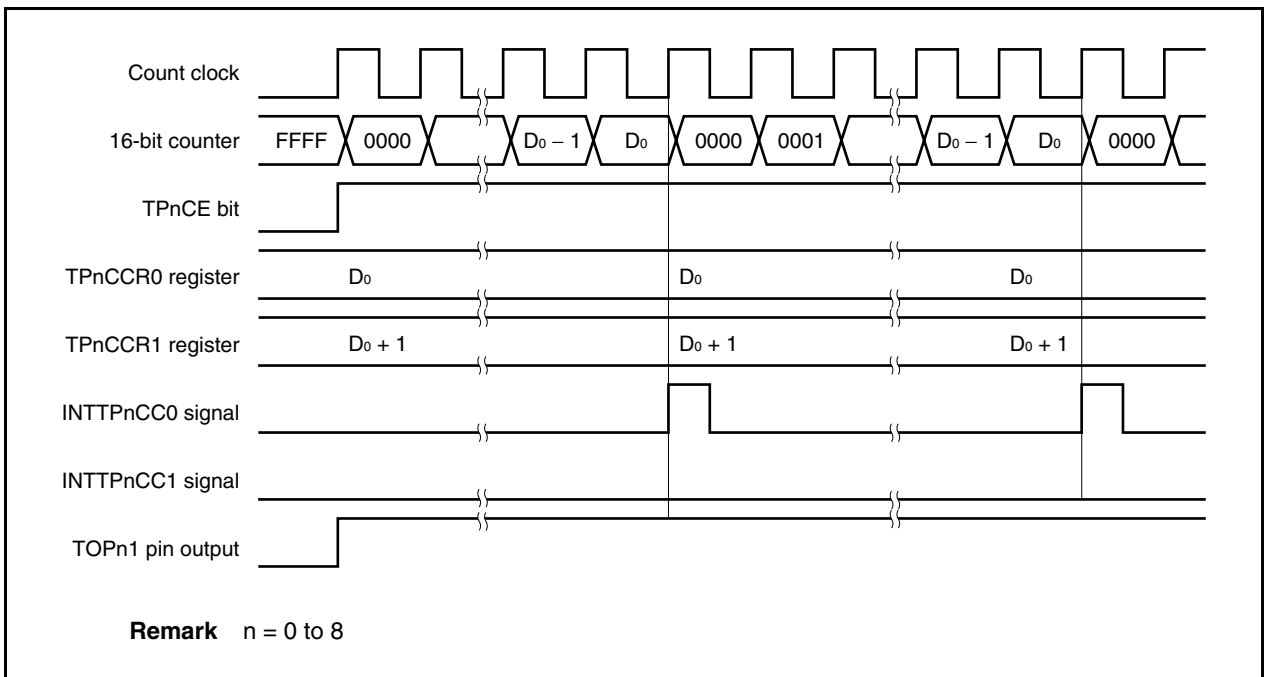 Count clock
16-bit counter FFFF 0000 D₀ − 1 D₀ 0000 0001 D₀ − 1 D₀ 0000
TPnCE bit
TPnCCR0 register D₀ D₀ D₀
TPnCCR1 register D₀ + 1 D₀ + 1 D₀ + 1
INTTPnCC0 signal
INTTPnCC1 signal
TOPn1 pin output
Remark n = 0 to 8